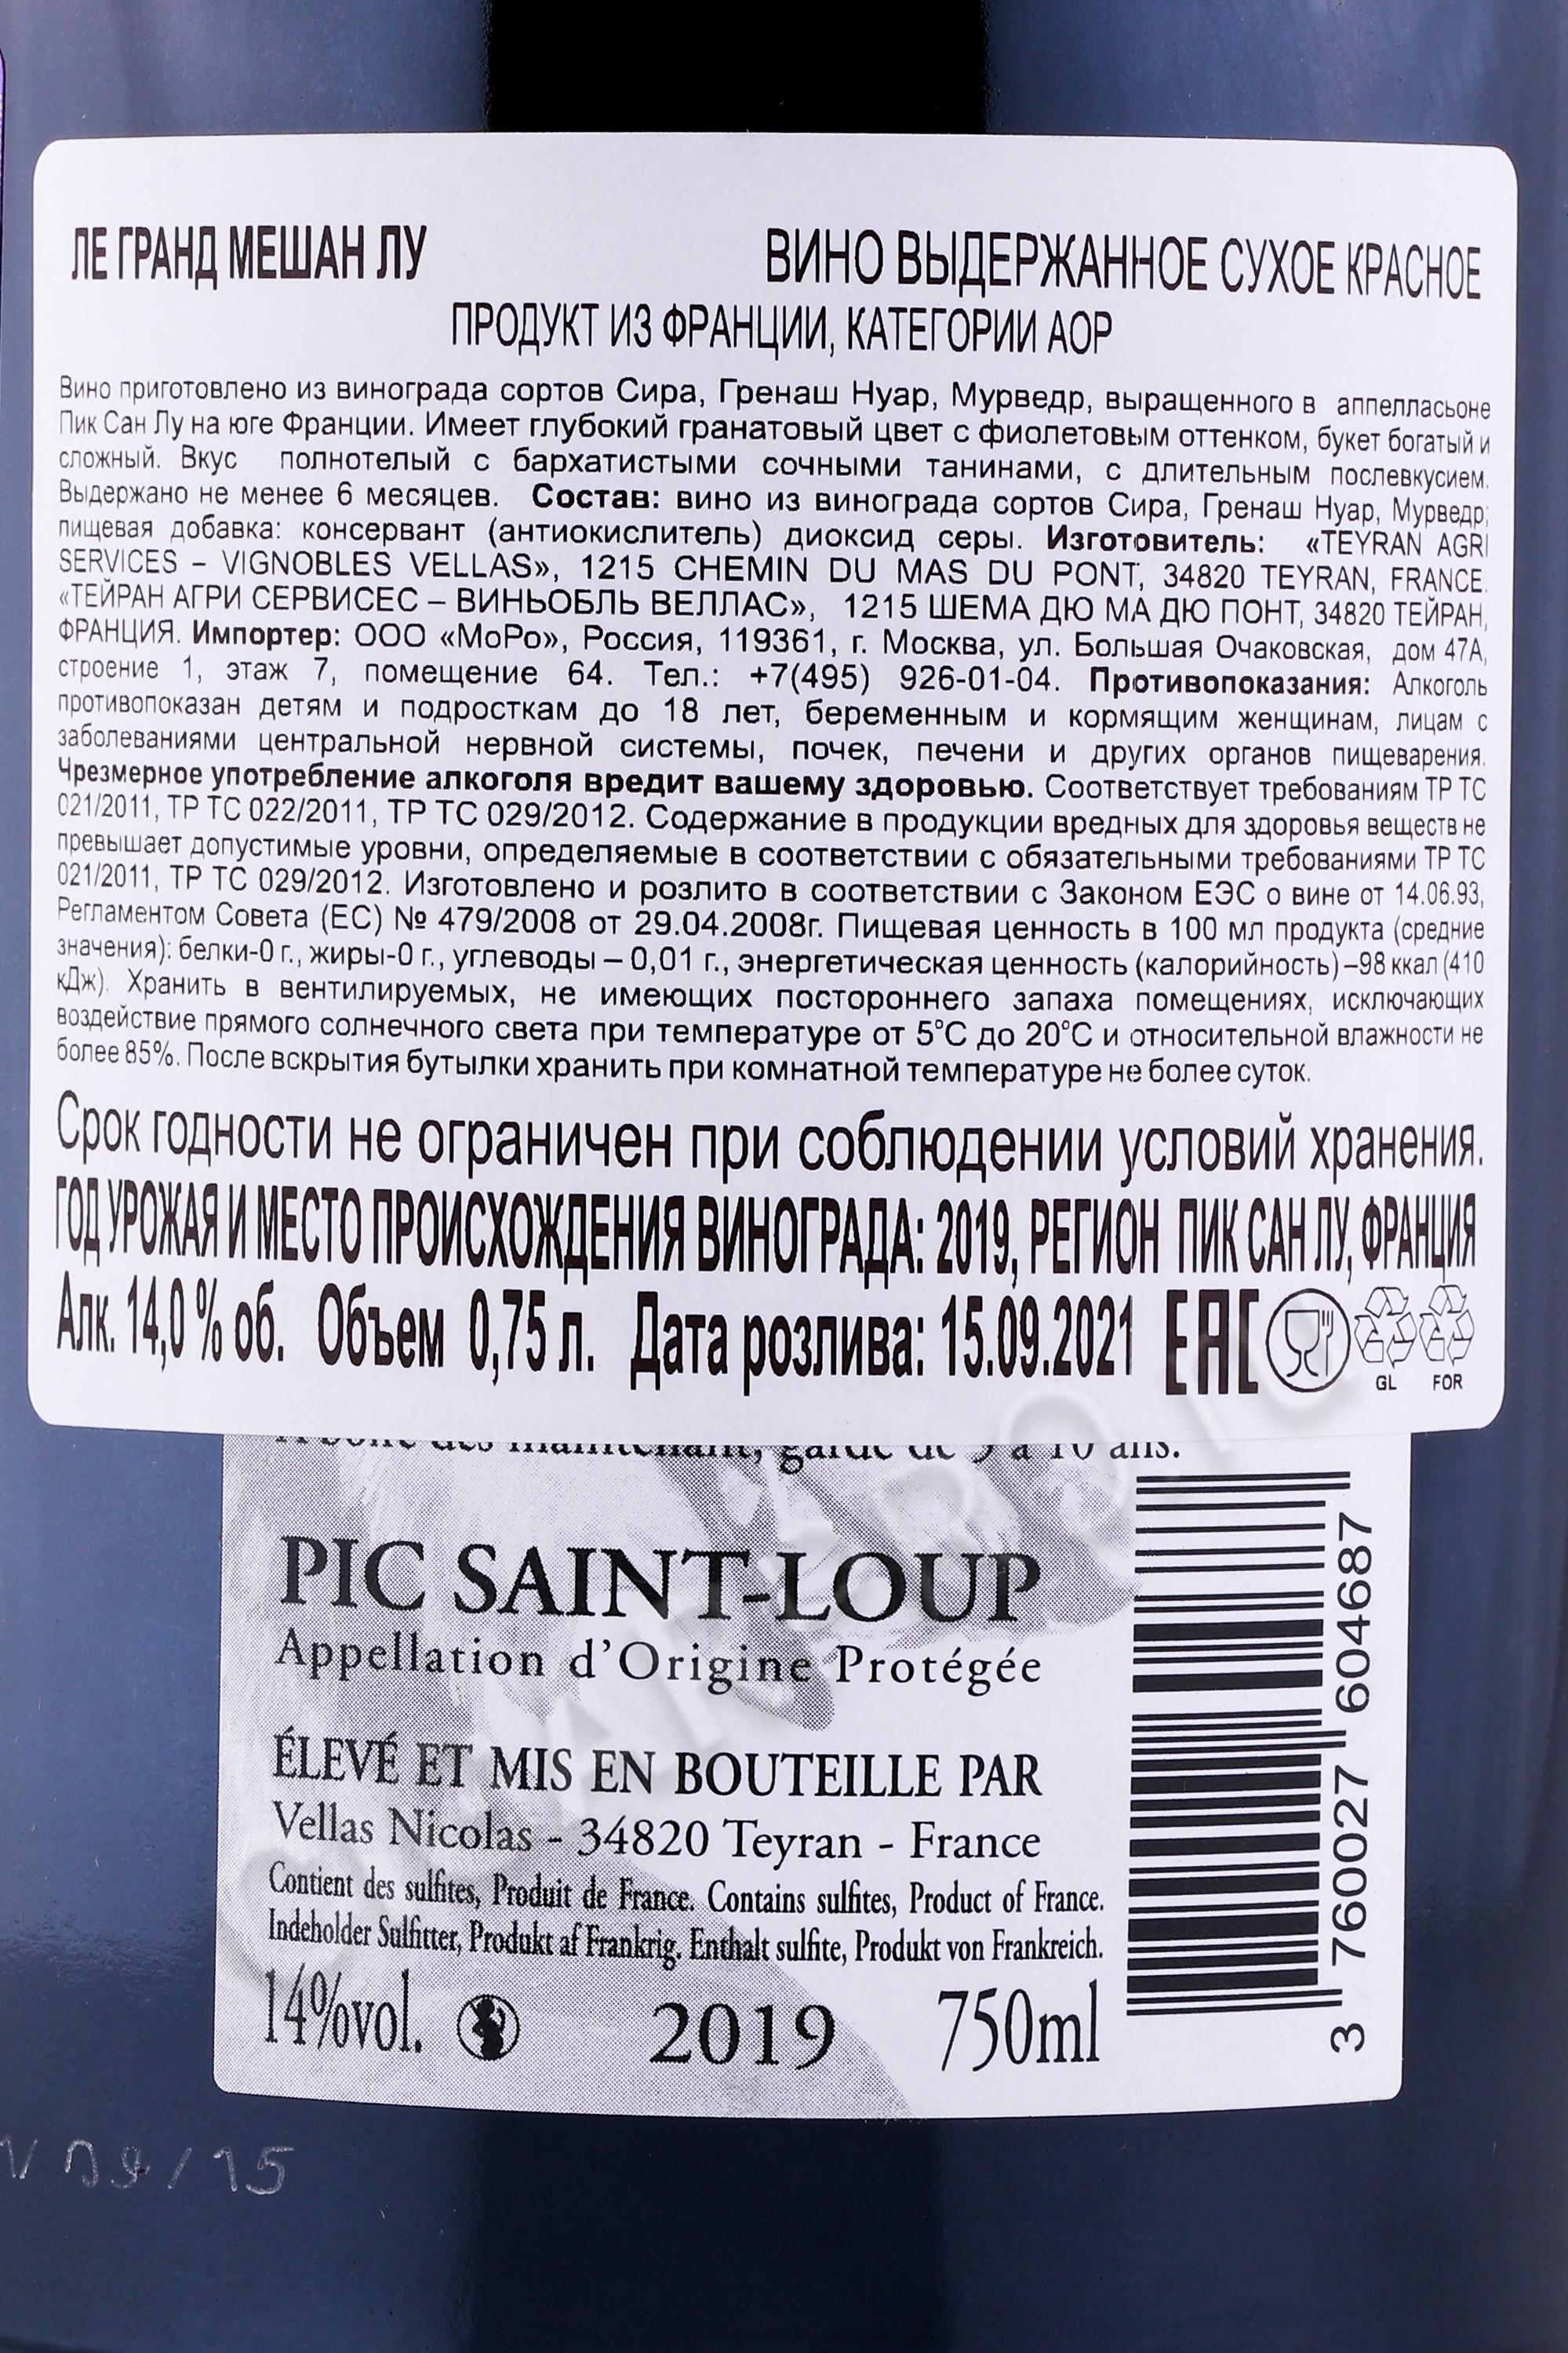 ЛЕ ГРАНД МЕШАН ЛУ ВИНО ВЫДЕРЖАННОЕ СУХОЕ КРАСНОЕ
ПРОДУКТ ИЗ ФРАНЦИИ, КАТЕГОРИИ АОР
Вино приготовлено из винограда сортов Сира, Гренаш Нуар, Мурведр, выращенного в аппелласьоне
Пик Сан Лу на юге Франции. Имеет глубокий гранатовый цвет с фиолетовым оттенком, букет богатый и
сложный. Вкус полнотелый с бархатистыми сочными танинами, с длительным послевкусием.
Выдержано не менее 6 месяцев. Состав: вино из винограда сортов Сира, Гренаш Нуар, Мурведр;
пищевая добавка: консервант (антиокислитель) диоксид серы. Изготовитель: «TEYRAN AGRI
SERVICES – VIGNOBLES VELLAS», 1215 CHEMIN DU MAS DU PONT, 34820 TEYRAN, FRANCE.
«ТЕЙРАН АГРИ СЕРВИСЕС – ВИНЬОБЛЬ ВЕЛЛАС», 1215 ШЕМА ДЮ МА ДЮ ПОНТ, 34820 ТЕЙРАН,
ФРАНЦИЯ. Импортер: ООО «МоРо», Россия, 119361, г. Москва, ул. Большая Очаковская, дом 47А,
строение 1, этаж 7, помещение 64. Тел.: +7(495) 926-01-04. Противопоказания: Алкоголь
противопоказан детям и подросткам до 18 лет, беременным и кормящим женщинам, лицам с
заболеваниями центральной нервной системы, почек, печени и других органов пищеварения.
Чрезмерное употребление алкоголя вредит вашему здоровью. Соответствует требованиям ТР ТС
021/2011, ТР ТС 022/2011, ТР ТС 029/2012. Содержание в продукции вредных для здоровья веществ не
превышает допустимые уровни, определяемые в соответствии с обязательными требованиями ТР ТС
021/2011, ТР ТС 029/2012. Изготовлено и розлито в соответствии с Законом ЕЭС о вине от 14.06.93,
Регламентом Совета (ЕС) № 479/2008 от 29.04.2008г. Пищевая ценность в 100 мл продукта (средние
значения): белки-0 г., жиры-0 г., углеводы – 0,01 г., энергетическая ценность (калорийность) –98 ккал (410
кДж). Хранить в вентилируемых, не имеющих постороннего запаха помещениях, исключающих
воздействие прямого солнечного света при температуре от 5°С до 20°С и относительной влажности не
более 85%. После вскрытия бутылки хранить при комнатной температуре не более суток.
Срок годности не ограничен при соблюдении условий хранения.
ГОД УРОЖАЯ И МЕСТО ПРОИСХОЖДЕНИЯ ВИНОГРАДА: 2019, РЕГИОН ПИК САН ЛУ, ФРАНЦИЯ
Алк. 14,0 % об. Объем 0,75 л. Дата розлива: 15.09.2021 EAC
GL FOR
maintenant, garde de 5 à 10 ans.
PIC SAINT-LOUP
Appellation d'Origine Protégée
ÉLEVÉ ET MIS EN BOUTEILLE PAR
Vellas Nicolas - 34820 Teyran - France
Contient des sulfites, Produit de France. Contains sulfites, Product of France.
Indeholder Sulfitter, Produkt af Frankrig. Enthalt sulfite, Produkt von Frankreich.
14%vol. 2019 750ml
3 760027 604687